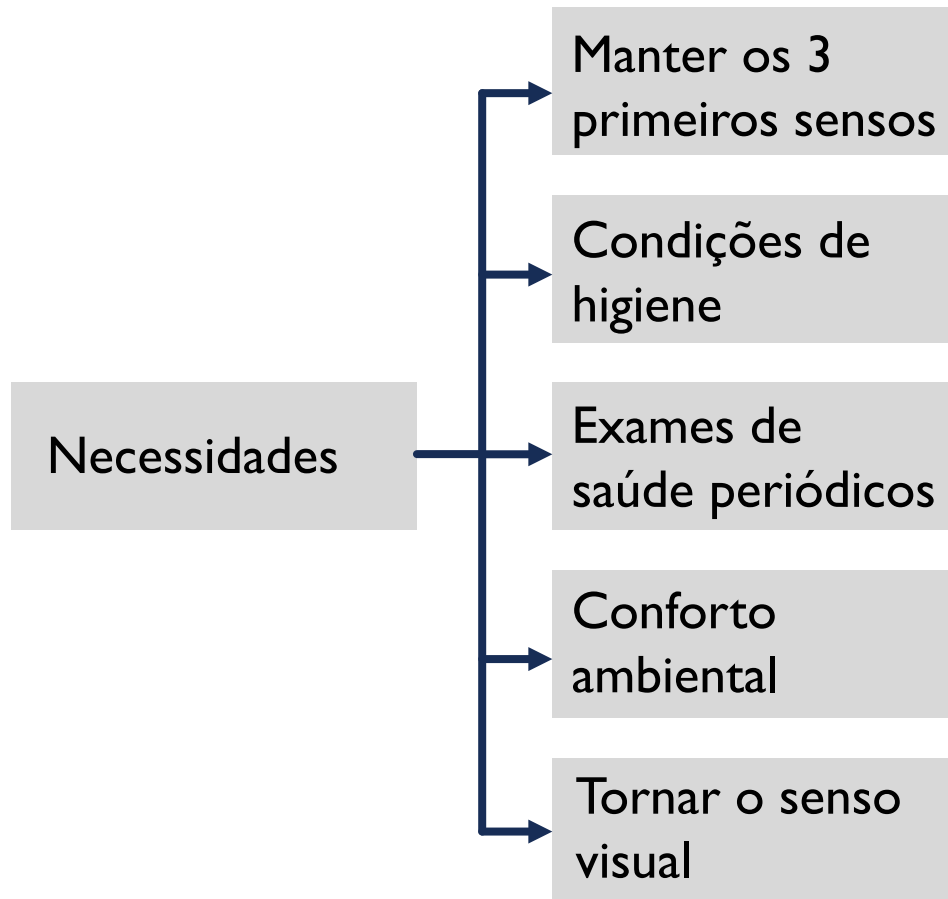 Manter os 3
primeiros sensos
Condições de
higiene
Necessidades
Exames de
saúde periódicos
Conforto
ambiental
Tornar o senso
visual